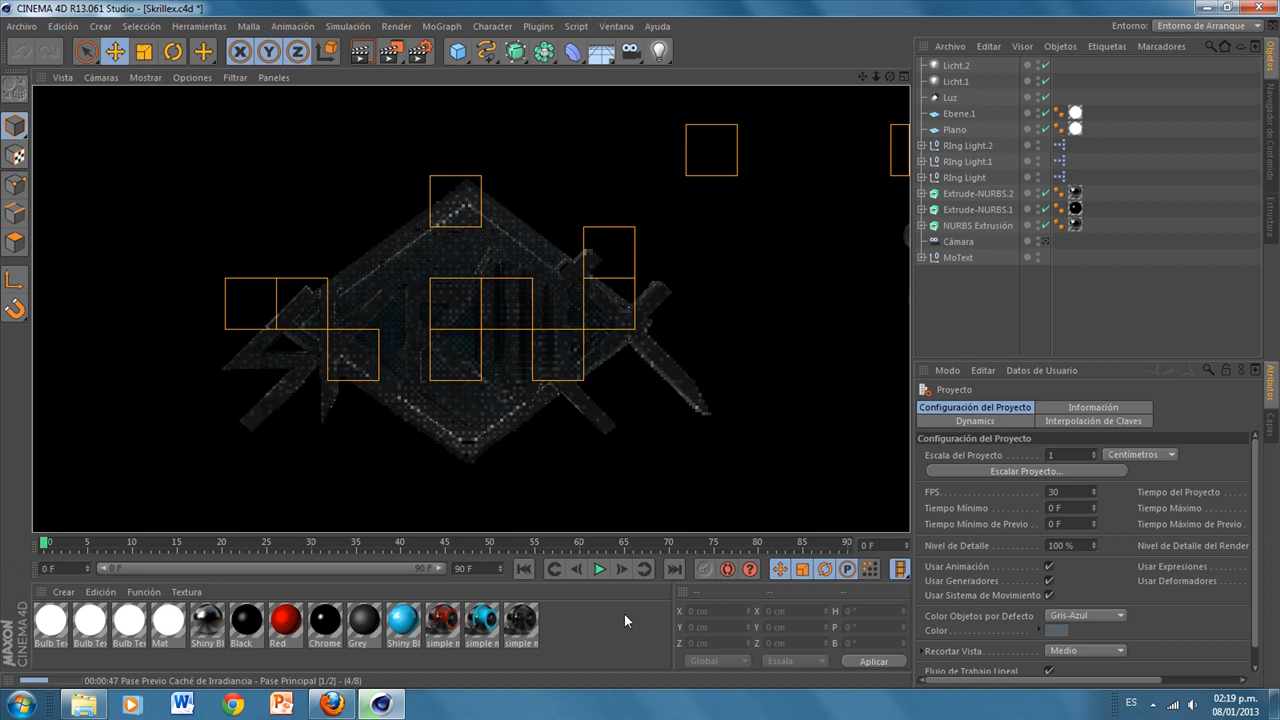 CINEMA 4D R13.061 Studio - [Skrillex.c4d *]
Archivo Edición Crear Selección Herramientas Malla Animación Simulación Render MoGraph Character Plugins Script Ventana Ayuda
Entorno: Entorno de Arranque
X Y Z
Vista Cámaras Mostrar Opciones Filtrar Paneles
Archivo Editar Visor Objetos Etiquetas Marcadores
Licht.2
Licht.1
Luz
Ebene.1
Plano
RIng Light.2
RIng Light.1
RIng Light
Extrude-NURBS.2
Extrude-NURBS.1
NURBS Extrusión
Cámara
MoText
Objetos
Navegador de Contenido
Atributos
Capas
Modo Editar Datos de Usuario
Proyecto
Configuración del Proyecto Información
Dynamics Interpolación de Claves
Configuración del Proyecto
Escala del Proyecto 1 Centímetros
Escalar Proyecto...
FPS 30 Tiempo del Proyecto
Tiempo Mínimo 0 F Tiempo Máximo
Tiempo Mínimo de Previo 0 F Tiempo Máximo de Previo
Nivel de Detalle 100 % Nivel de Detalle del Render
Usar Animación Usar Expresiones
Usar Generadores Usar Deformadores
Usar Sistema de Movimiento
Color Objetos por Defecto Gris-Azul
Color
Recortar Vista Medio
Flujo de Trabajo Lineal
0 5 10 15 20 25 30 35 40 45 50 55 60 65 70 75 80 85 90 0 F
0 F 0 F 90 F 90 F
Crear Edición Función Textura
Bulb Te Bulb Te Bulb Te Mat Shiny Bl Black Red Chrome Grey Shiny Bl simple m simple m simple m
-- -- --
X 0 cm X 0 cm H 0 °
Y 0 cm Y 0 cm P 0 °
Z 0 cm Z 0 cm B 0 °
Global Escala Aplicar
MAXON CINEMA 4D
00:00:47 Pase Previo Caché de Irradiancia - Pase Principal [1/2] - (4/8)
ES 02:19 p.m.
08/01/2013